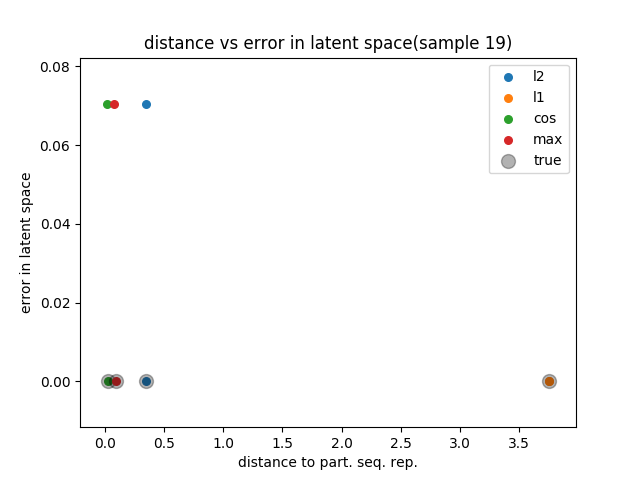 distance vs error in latent space(sample 19)
0.08
0.06
0.04
0.02
0.00
error in latent space
l2
l1
cos
max
true
0.0 0.5 1.0 1.5 2.0 2.5 3.0 3.5
distance to part. seq. rep.